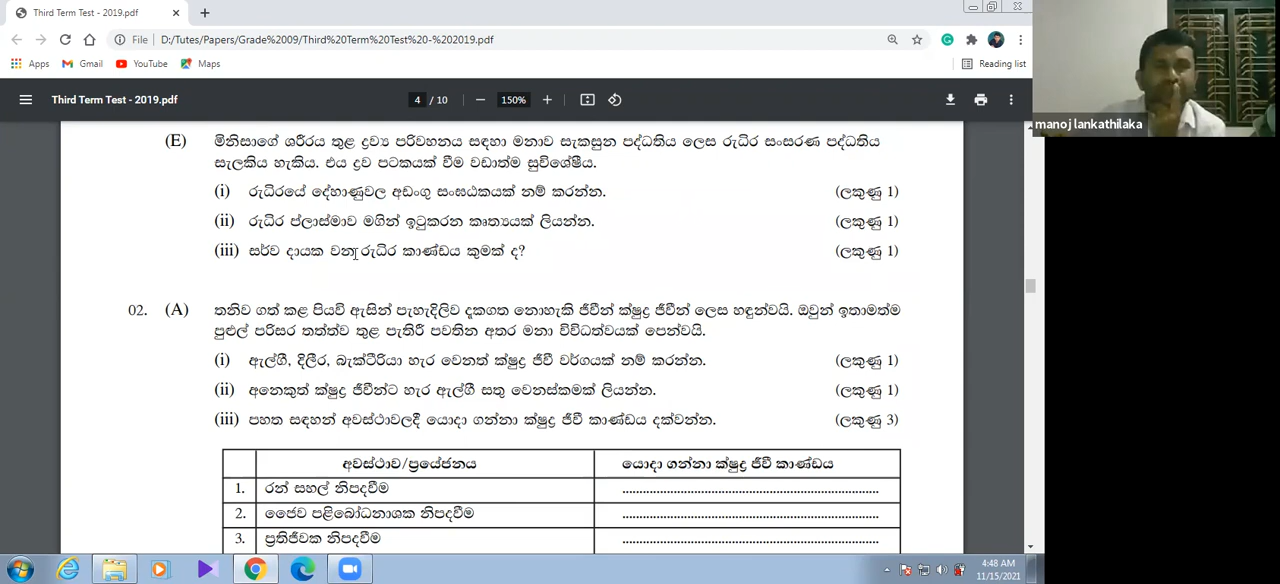 Third Term Test - 2019.pdf
File
D:/Tutes/Papers/Grade%2009/Third%20Term%20Test%20-%202019.pdf
Apps
Gmail
YouTube
Maps
Reading list
Third Term Test - 2019.pdf
4 / 10
150%
manoj lankathilaka
(E) මිනිසාගේ ශරීරය තුළ ද්‍රව්‍ය පරිවහනය සඳහා මනාව සැකසුන පද්ධතිය ලෙස රුධිර සංසරණ පද්ධතිය
සැලකිය හැකිය. එය ද්‍රව පටකයක් වීම වඩාත්ම සුවිශේෂීය.
(i) රුධිරයේ දේහාණුවල අඩංගු සංඝඨකයක් නම් කරන්න. (ලකුණු 1)
(ii) රුධිර ප්ලාස්මාව මගින් ඉටුකරන කෘත්‍යයක් ලියන්න. (ලකුණු 1)
(iii) සර්ව දායක වන රුධිර කාණ්ඩය කුමක් ද? (ලකුණු 1)
02. (A) තනිව ගත් කළ පියවි ඇසින් පැහැදිලිව දැකගත නොහැකි ජීවීන් ක්ෂුද්‍ර ජීවීන් ලෙස හඳුන්වයි. ඔවුන් ඉතාමත්ම
පුළුල් පරිසර තත්ත්ව තුළ පැතිරී පවතින අතර මනා විවිධත්වයක් පෙන්වයි.
(i) ඇල්ගී, දිලීර, බැක්ටීරියා හැර වෙනත් ක්ෂුද්‍ර ජීවී වර්ගයක් නම් කරන්න. (ලකුණු 1)
(ii) අනෙකුත් ක්ෂුද්‍ර ජීවීන්ට හැර ඇල්ගී සතු වෙනස්කමක් ලියන්න. (ලකුණු 1)
(iii) පහත සඳහන් අවස්ථාවලදී යොදා ගන්නා ක්ෂුද්‍ර ජීවී කාණ්ඩය දක්වන්න. (ලකුණු 3)
අවස්ථාව/ප්‍රයේජනය යොදා ගන්නා ක්ෂුද්‍ර ජීවී කාණ්ඩය
1. රන් සහල් නිපදවීම ................................................................
2. ජෛව පළිබෝධනාශක නිපදවීම ................................................................
3. ප්‍රතිජීවක නිපදවීම ................................................................
4:48 AM
11/15/2021